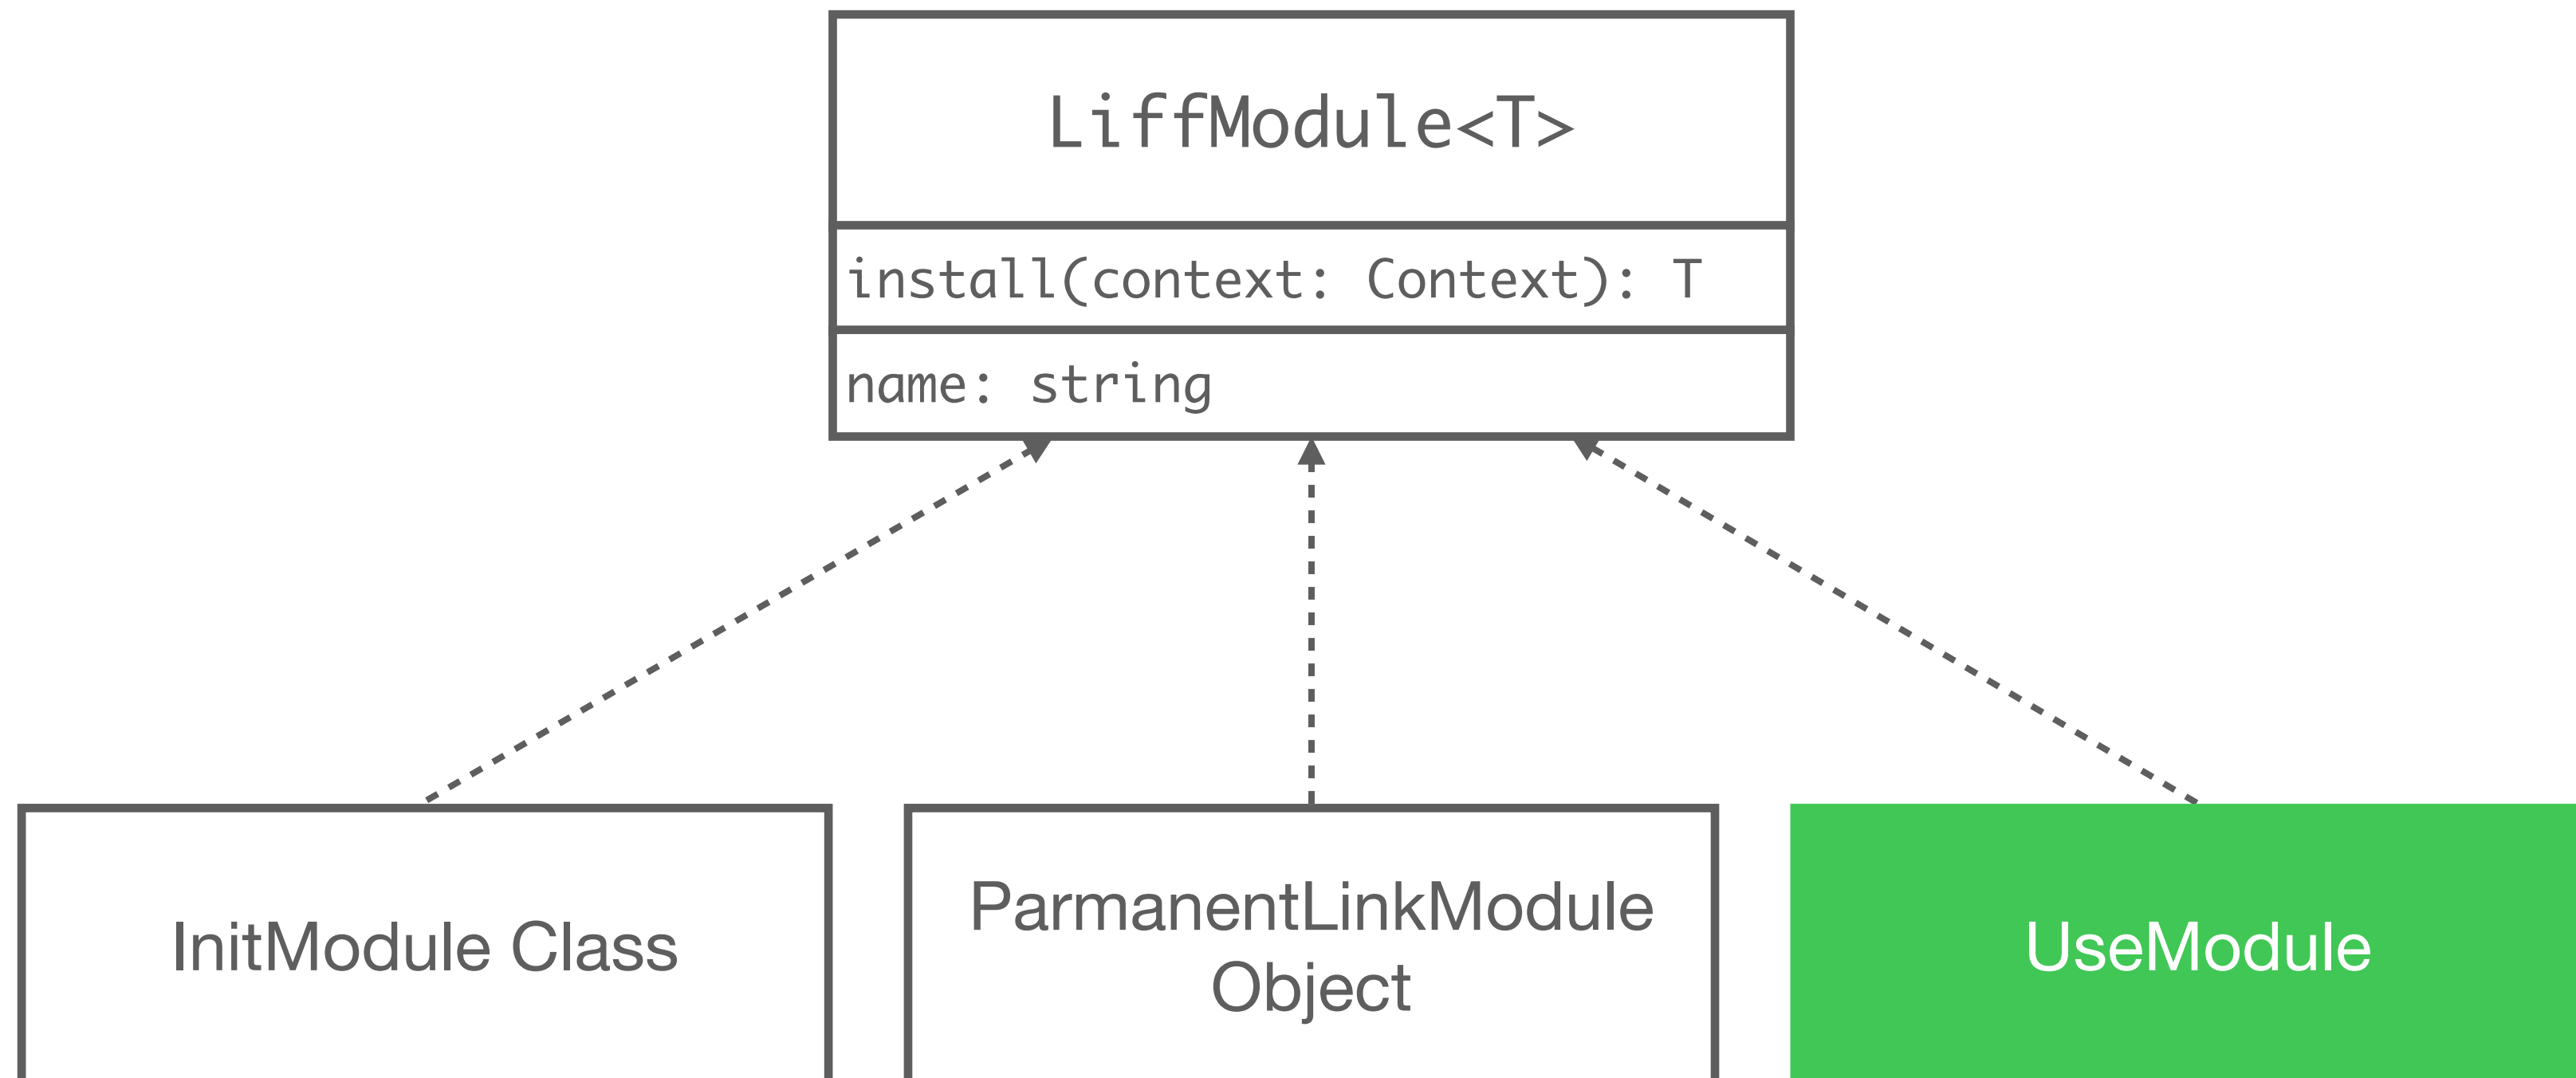 LiffModule<T>
install(context: Context): T
name: string
InitModule Class
ParmanentLinkModule
Object
UseModule